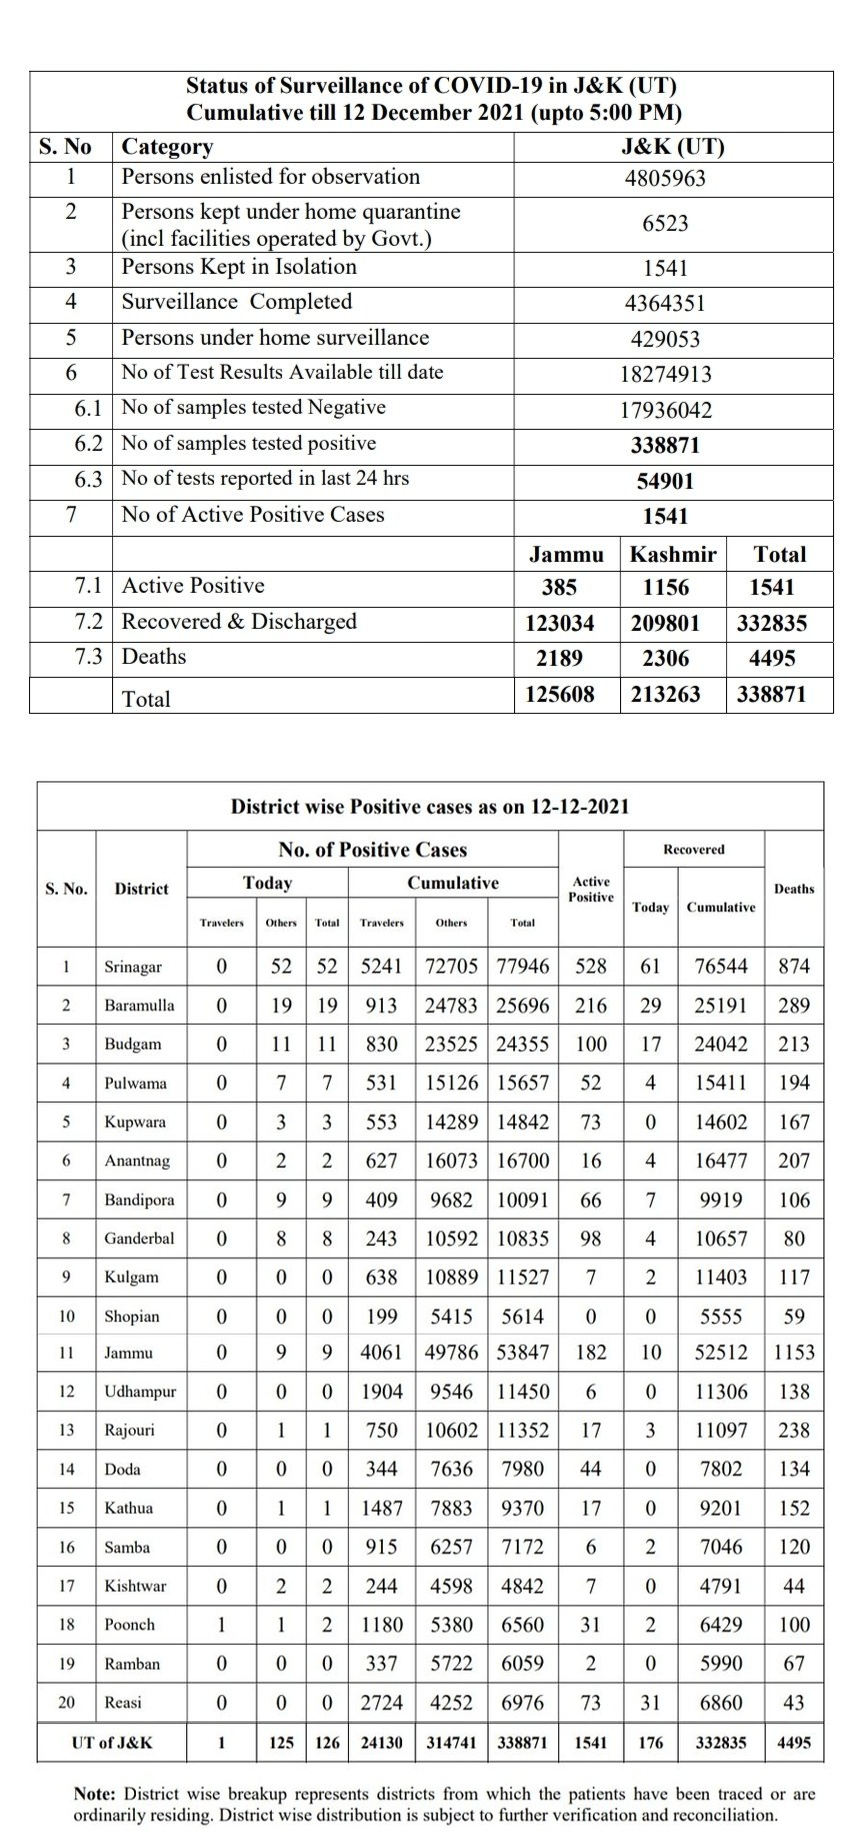 Status of Surveillance of COVID-19 in J&K (UT)
Cumulative till 12 December 2021 (upto 5:00 PM)
S. No Category J&K (UT)
1 Persons enlisted for observation 4805963
2 Persons kept under home quarantine
(incl facilities operated by Govt.) 6523
3 Persons Kept in Isolation 1541
4 Surveillance Completed 4364351
5 Persons under home surveillance 429053
6 No of Test Results Available till date 18274913
6.1 No of samples tested Negative 17936042
6.2 No of samples tested positive 338871
6.3 No of tests reported in last 24 hrs 54901
7 No of Active Positive Cases 1541
Jammu Kashmir Total
7.1 Active Positive 385 1156 1541
7.2 Recovered & Discharged 123034 209801 332835
7.3 Deaths 2189 2306 4495
Total 125608 213263 338871
District wise Positive cases as on 12-12-2021
S. No. District No. of Positive Cases Active Positive Recovered Deaths
Today Cumulative Today Cumulative
Travelers Others Total Travelers Others Total
1 Srinagar 0 52 52 5241 72705 77946 528 61 76544 874
2 Baramulla 0 19 19 913 24783 25696 216 29 25191 289
3 Budgam 0 11 11 830 23525 24355 100 17 24042 213
4 Pulwama 0 7 7 531 15126 15657 52 4 15411 194
5 Kupwara 0 3 3 553 14289 14842 73 0 14602 167
6 Anantnag 0 2 2 627 16073 16700 16 4 16477 207
7 Bandipora 0 9 9 409 9682 10091 66 7 9919 106
8 Ganderbal 0 8 8 243 10592 10835 98 4 10657 80
9 Kulgam 0 0 0 638 10889 11527 7 2 11403 117
10 Shopian 0 0 0 199 5415 5614 0 0 5555 59
11 Jammu 0 9 9 4061 49786 53847 182 10 52512 1153
12 Udhampur 0 0 0 1904 9546 11450 6 0 11306 138
13 Rajouri 0 1 1 750 10602 11352 17 3 11097 238
14 Doda 0 0 0 344 7636 7980 44 0 7802 134
15 Kathua 0 1 1 1487 7883 9370 17 0 9201 152
16 Samba 0 0 0 915 6257 7172 6 2 7046 120
17 Kishtwar 0 2 2 244 4598 4842 7 0 4791 44
18 Poonch 1 1 2 1180 5380 6560 31 2 6429 100
19 Ramban 0 0 0 337 5722 6059 2 0 5990 67
20 Reasi 0 0 0 2724 4252 6976 73 31 6860 43
UT of J&K 1 125 126 24130 314741 338871 1541 176 332835 4495
Note: District wise breakup represents districts from which the patients have been traced or are
ordinarily residing. District wise distribution is subject to further verification and reconciliation.